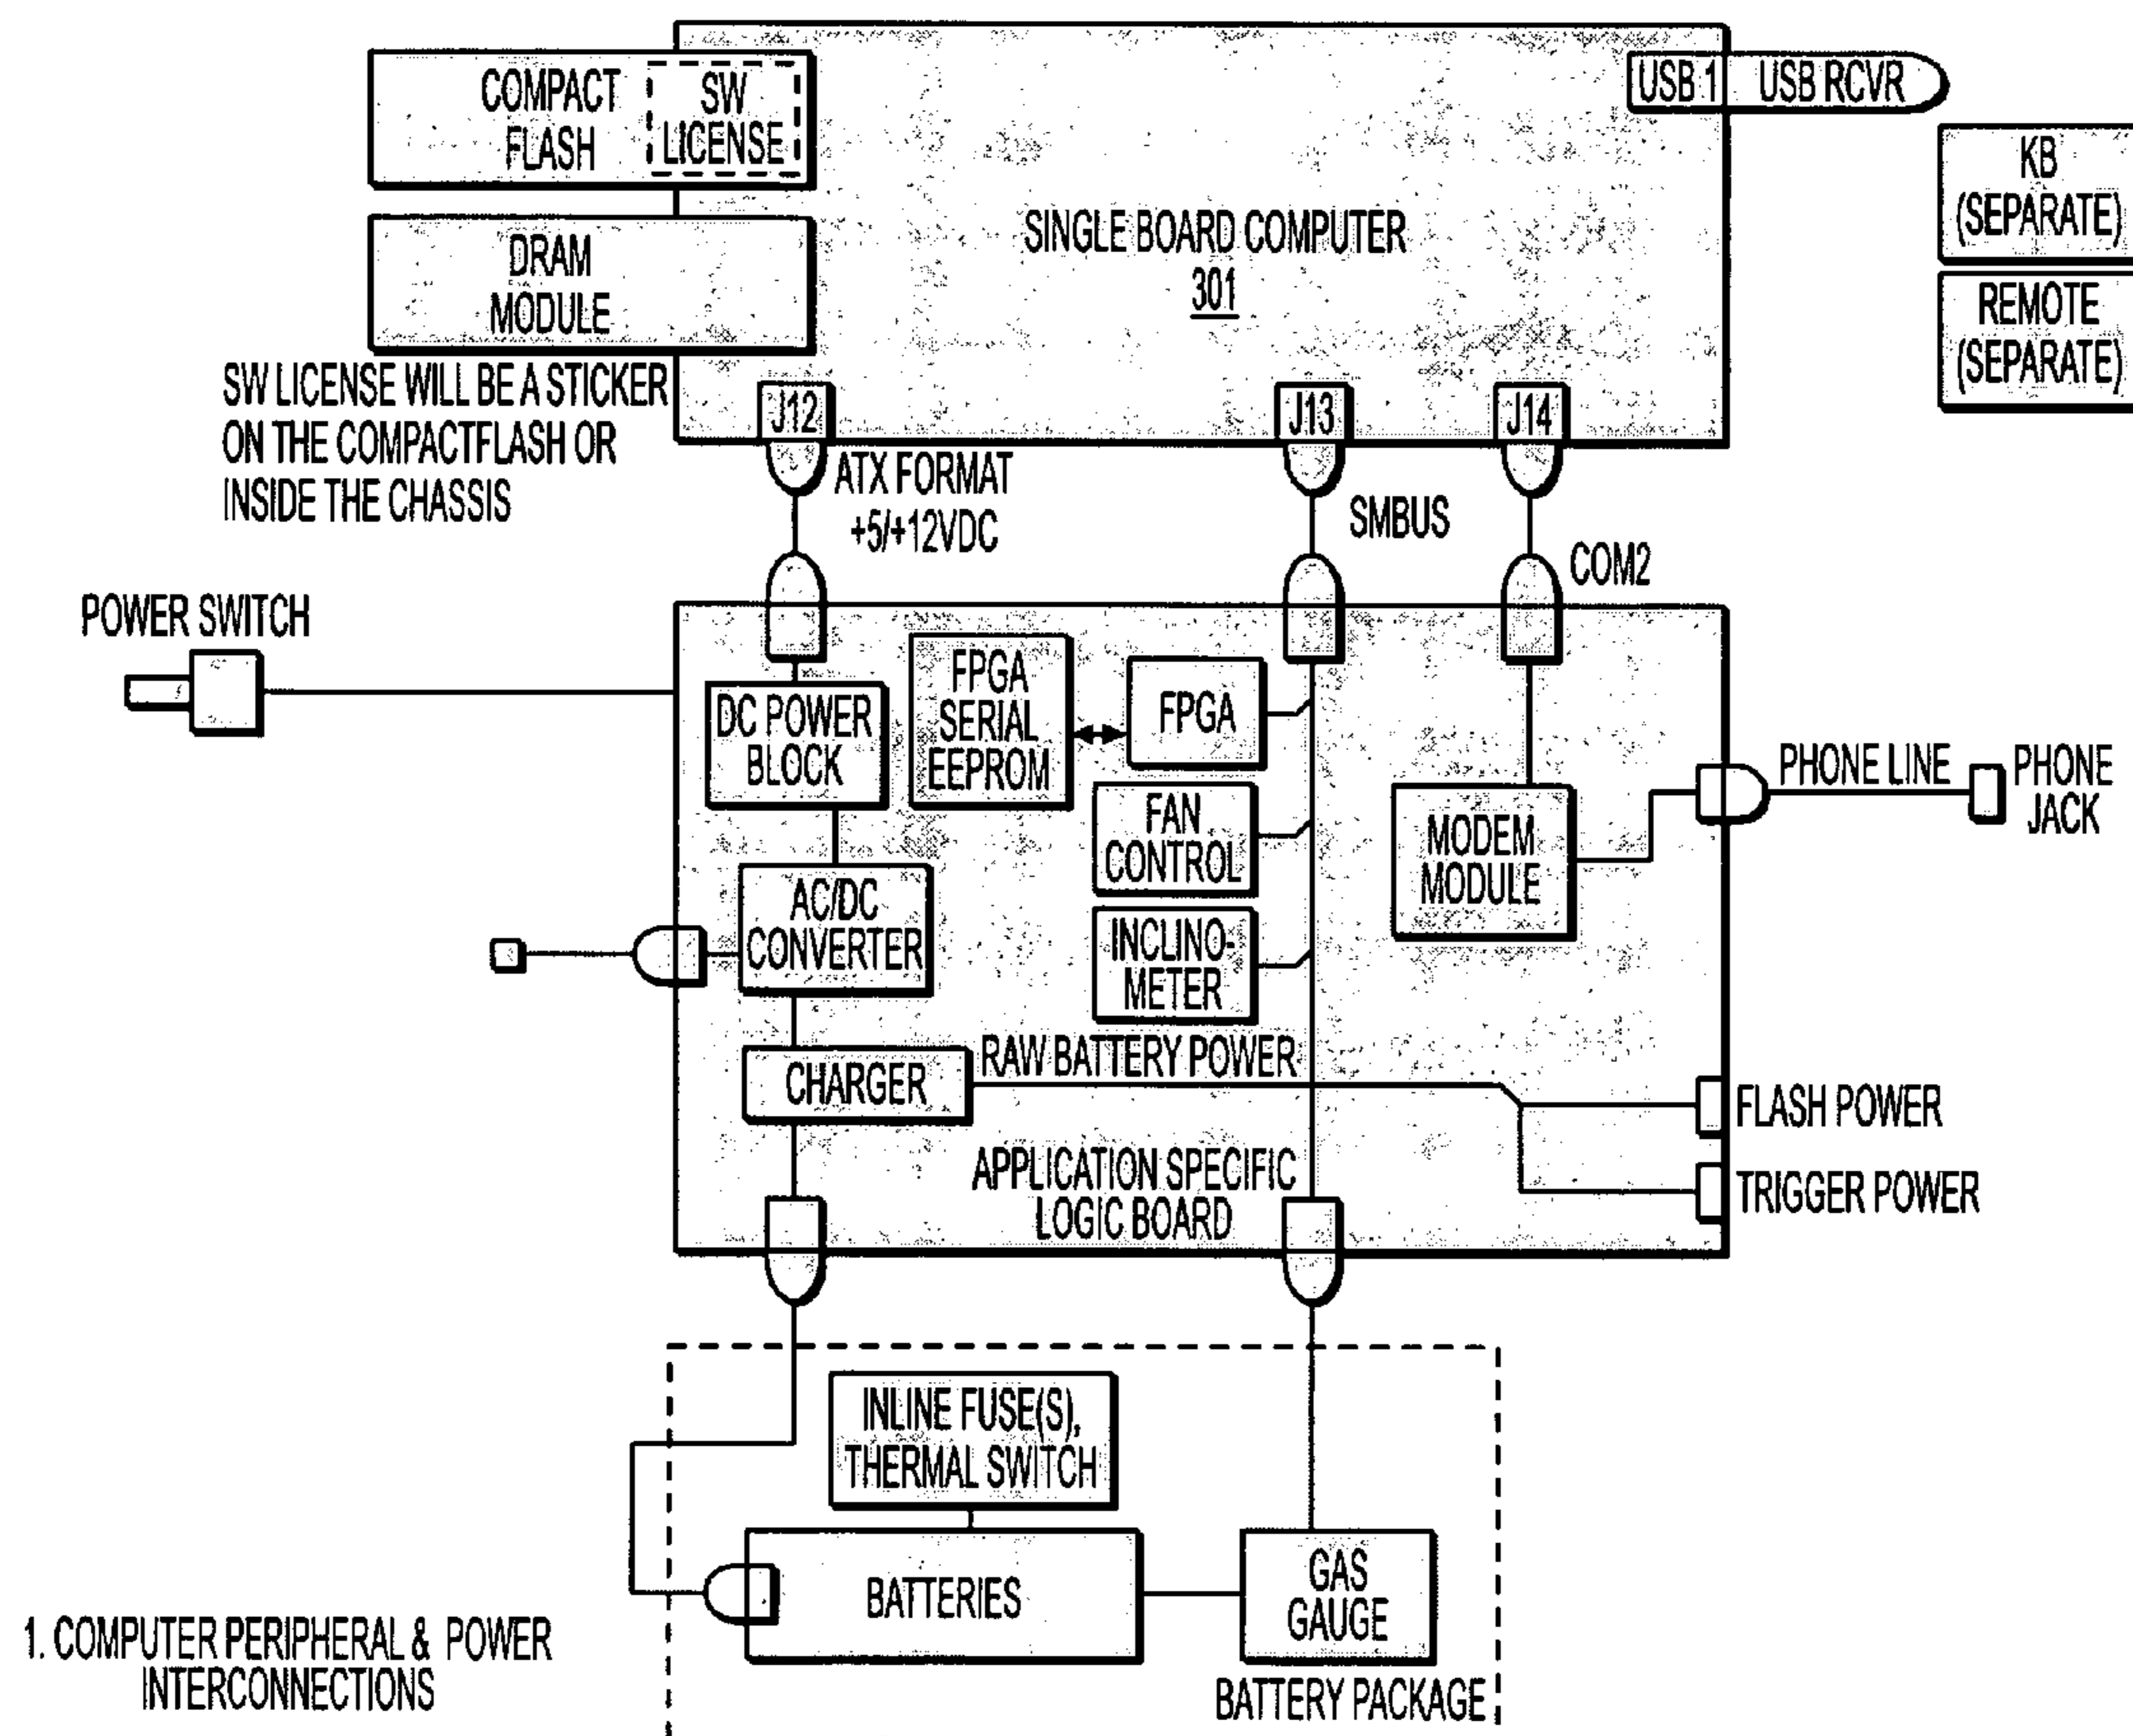 COMPACT
FLASH
SW
LICENSE
USB 1
USB RCVR
KB
(SEPARATE)
DRAM
MODULE
SINGLE BOARD COMPUTER
301
REMOTE
(SEPARATE)
SW LICENSE WILL BE A STICKER
ON THE COMPACTFLASH OR
INSIDE THE CHASSIS
J12
J13
J14
ATX FORMAT
+5/+12VDC
SMBUS
COM2
POWER SWITCH
DC POWER
BLOCK
FPGA
SERIAL
EEPROM
FPGA
FAN
CONTROL
MODEM
MODULE
PHONE LINE
PHONE
JACK
AC/DC
CONVERTER
INCLINO-
METER
CHARGER
RAW BATTERY POWER
FLASH POWER
APPLICATION SPECIFIC
LOGIC BOARD
TRIGGER POWER
INLINE FUSE(S),
THERMAL SWITCH
BATTERIES
GAS
GAUGE
BATTERY PACKAGE
1. COMPUTER PERIPHERAL & POWER
INTERCONNECTIONS